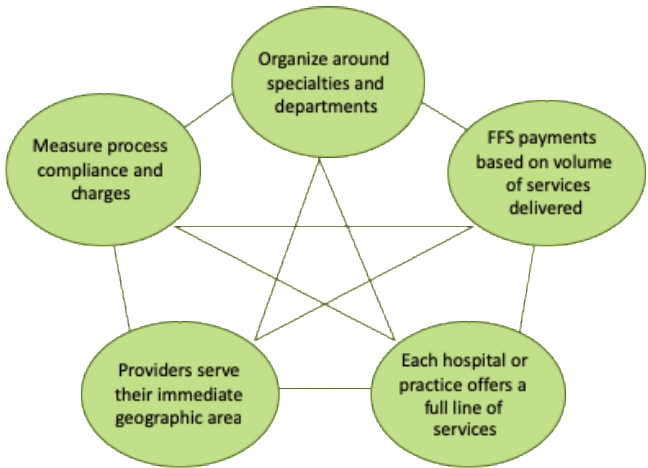 Organize around
specialties and
departments
Measure process
compliance and
charges
FFS payments
based on volume
of services
delivered
Providers serve
their immediate
geographic area
Each hospital or
practice offers a
full line of
services